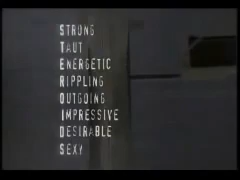 STRONG
TAUT
ENERGETIC
RIPPLING
OUTGOING
IMPRESSIVE
DESIRABLE
SEXY